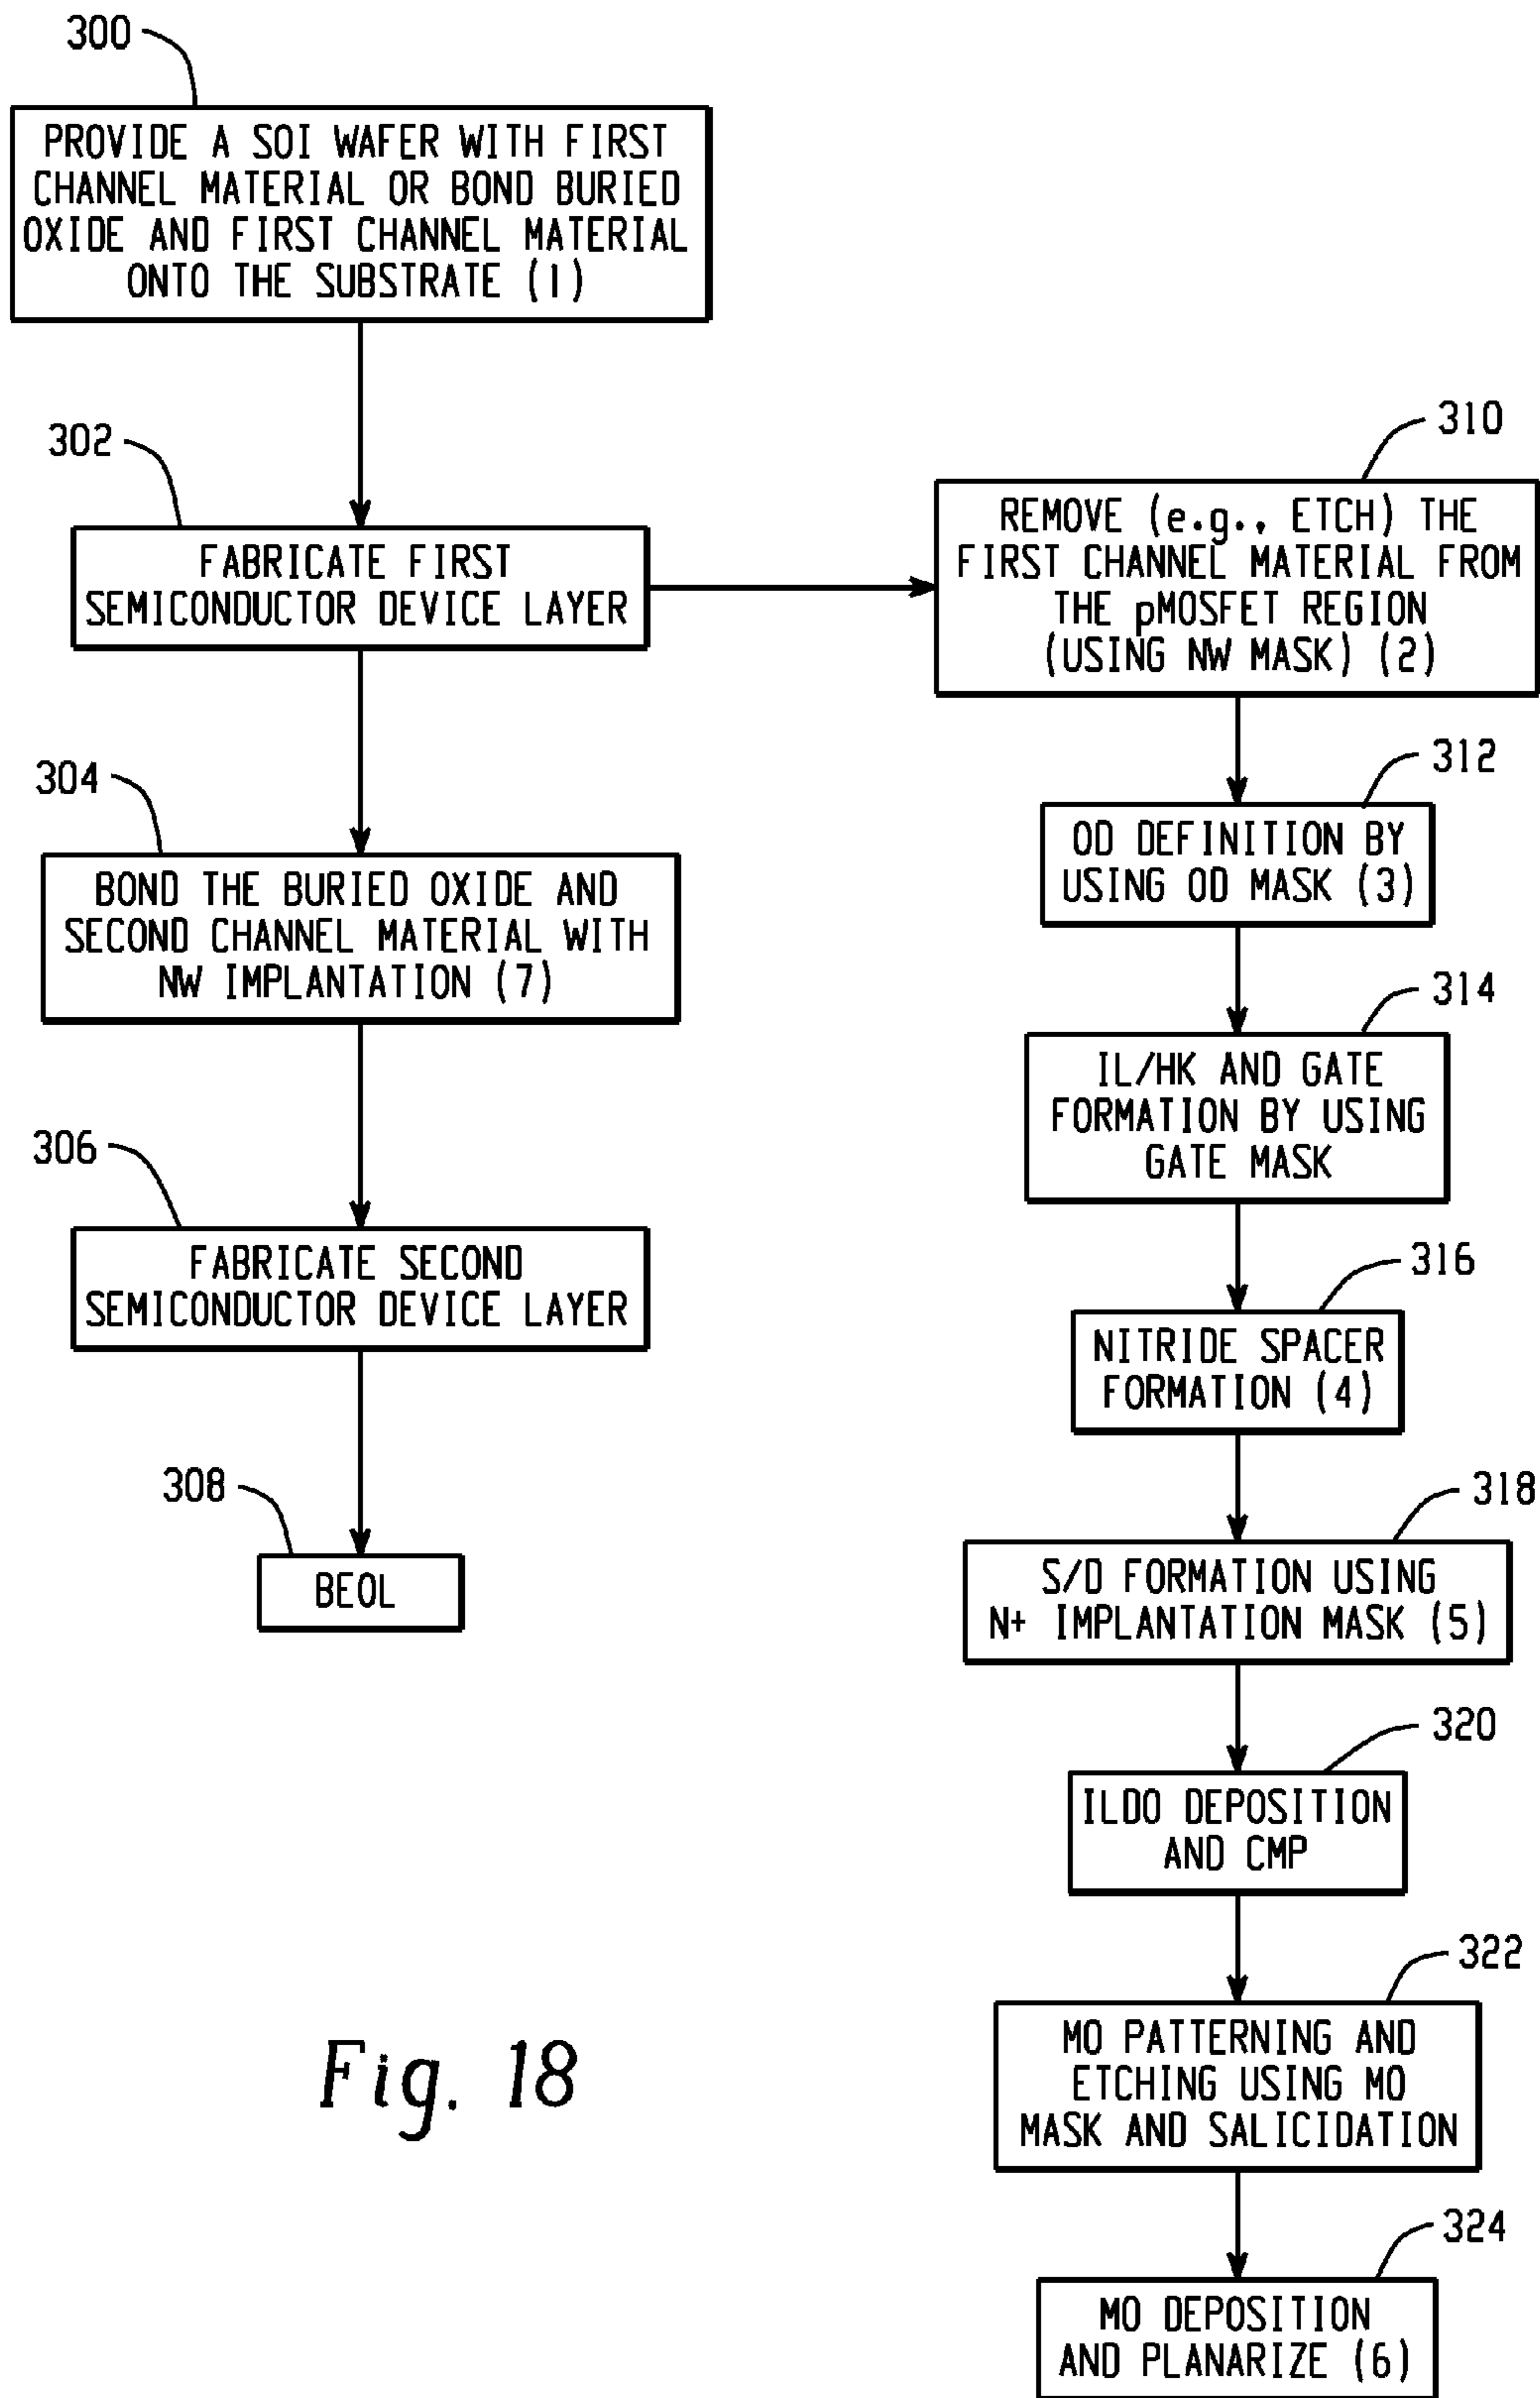 300
PROVIDE A SOI WAFER WITH FIRST
CHANNEL MATERIAL OR BOND BURIED
OXIDE AND FIRST CHANNEL MATERIAL
ONTO THE SUBSTRATE (1)
302
FABRICATE FIRST
SEMICONDUCTOR DEVICE LAYER
304
BOND THE BURIED OXIDE AND
SECOND CHANNEL MATERIAL WITH
NW IMPLANTATION (7)
306
FABRICATE SECOND
SEMICONDUCTOR DEVICE LAYER
308
BEOL
310
REMOVE (e.g., ETCH) THE
FIRST CHANNEL MATERIAL FROM
THE pMOSFET REGION
(USING NW MASK) (2)
312
OD DEFINITION BY
USING OD MASK (3)
314
IL/HK AND GATE
FORMATION BY USING
GATE MASK
316
NITRIDE SPACER
FORMATION (4)
318
S/D FORMATION USING
N+ IMPLANTATION MASK (5)
320
ILD0 DEPOSITION
AND CMP
322
M0 PATTERNING AND
ETCHING USING M0
MASK AND SALICIDATION
324
M0 DEPOSITION
AND PLANARIZE (6)
Fig. 18